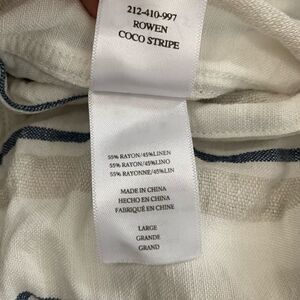 212-410-997
ROWEN
COCO STRIPE
55% RAYON/45%LINEN
55% RAYON/45%LINO
55% RAYONNE/45%LIN
MADE IN CHINA
HECHO EN CHINA
FABRIQUÉ EN CHINE
LARGE
GRANDE
GRAND